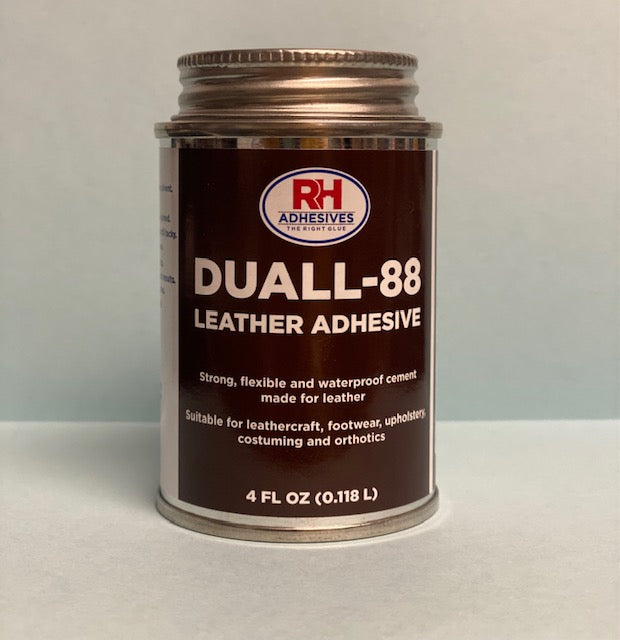 RH
ADHESIVES
THE RIGHT GLUE
DUALL-88
LEATHER ADHESIVE
Strong, flexible and waterproof cement
made for leather
Suitable for leathercraft, footwear, upholstery,
costuming and orthotics
4 FL OZ (0.118 L)